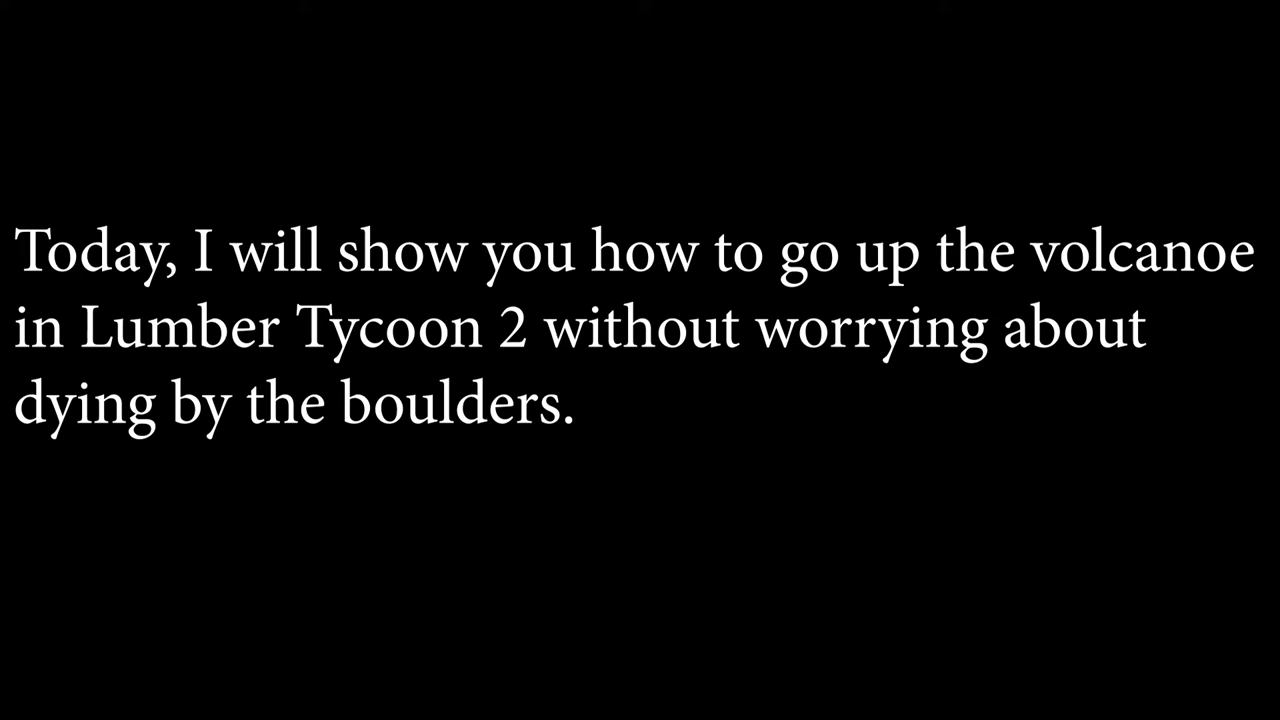 Today, I will show you how to go up the volcanoe
in Lumber Tycoon 2 without worrying about
dying by the boulders.